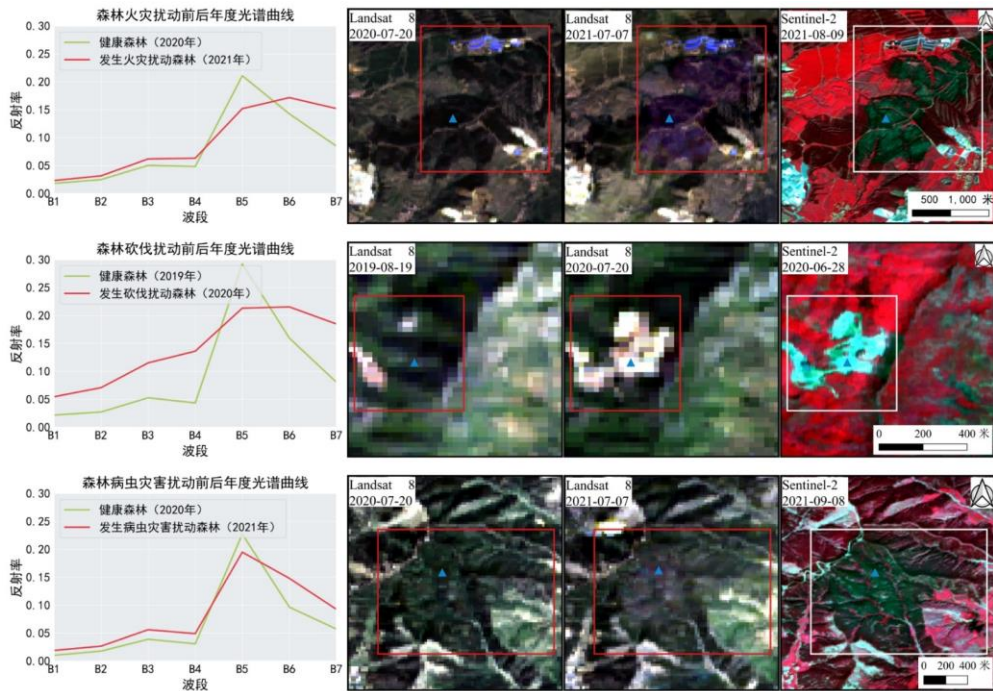 森林火灾扰动前后年度光谱曲线
0.30
0.25
0.20
0.15
0.10
0.05
0.00
反射率
健康森林（2020年）
发生火灾扰动森林（2021年）
B1 B2 B3 B4 B5 B6 B7
波段
Landsat 8
2020-07-20
Landsat 8
2021-07-07
Sentinel-2
2021-08-09
500 1,000 米
森林砍伐扰动前后年度光谱曲线
0.30
0.25
0.20
0.15
0.10
0.05
0.00
反射率
健康森林（2019年）
发生砍伐扰动森林（2020年）
B1 B2 B3 B4 B5 B6 B7
波段
Landsat 8
2019-08-19
Landsat 8
2020-07-20
Sentinel-2
2020-06-28
0 200 400 米
森林病虫灾害扰动前后年度光谱曲线
0.30
0.25
0.20
0.15
0.10
0.05
0.00
反射率
健康森林（2020年）
发生病虫灾害扰动森林（2021年）
B1 B2 B3 B4 B5 B6 B7
波段
Landsat 8
2020-07-20
Landsat 8
2021-07-07
Sentinel-2
2021-09-08
0 200 400 米